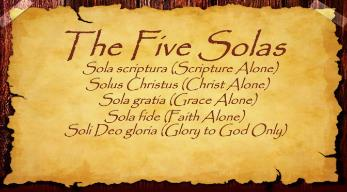 The Five Solas
Sola scriptura (Scripture Alone)
Solus Christus (Christ Alone)
Sola gratia (Grace Alone)
Sola fide (Faith Alone)
Soli Deo gloria (Glory to God Only)